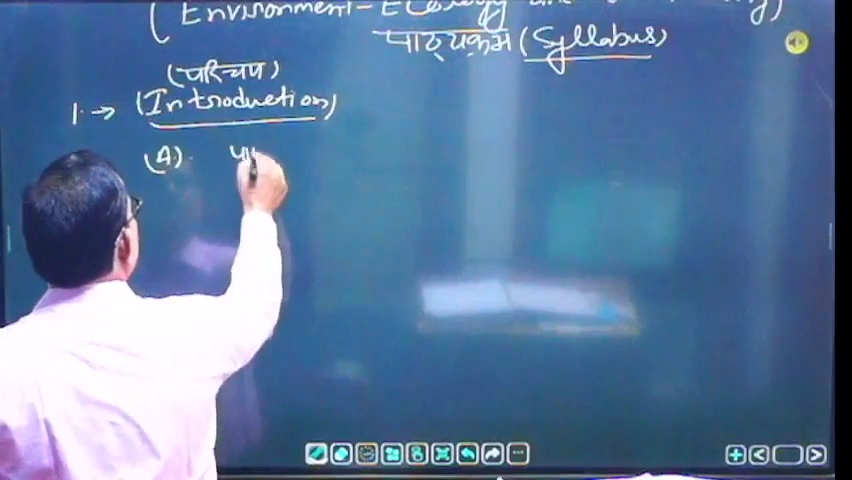 (Environment-Ecology
पाठ्यक्रम (Syllabus)
(परिचय)
1. → (Introduction)
(A).